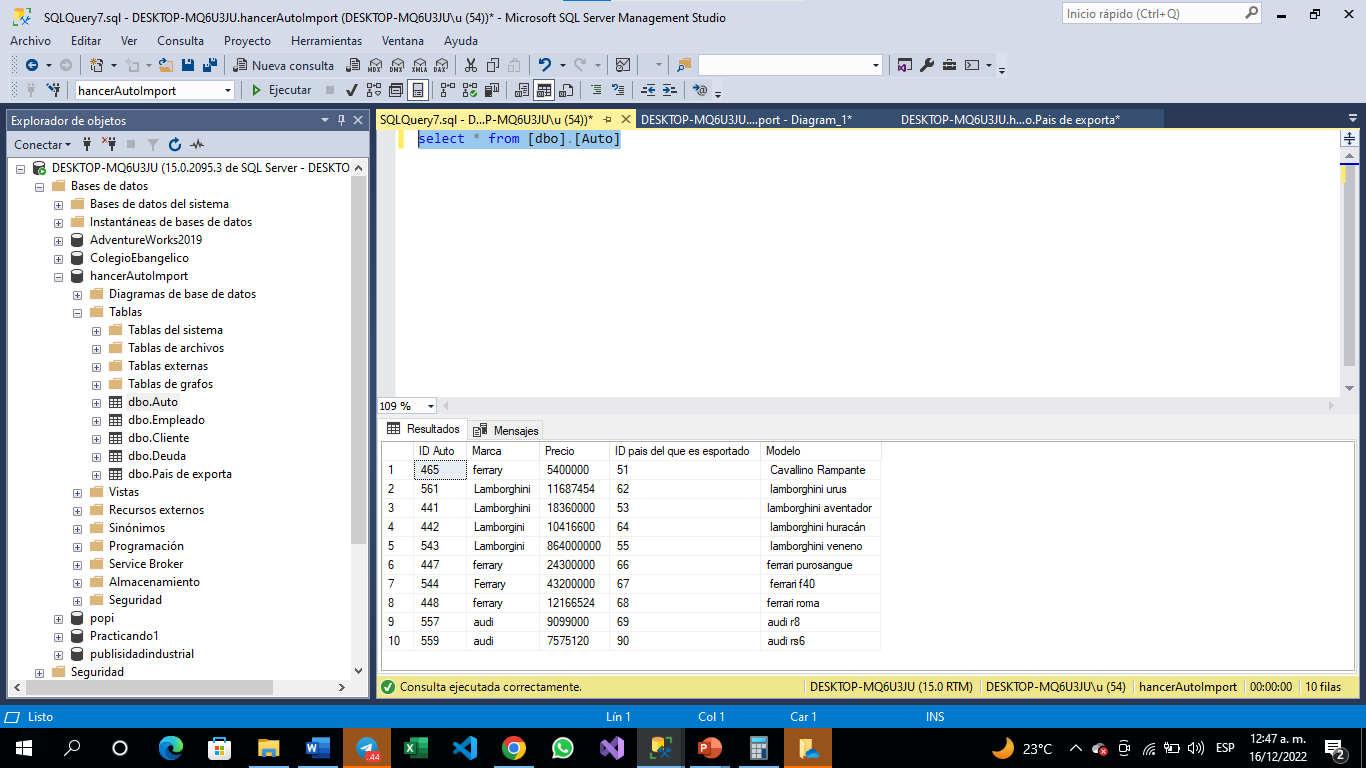 SQLQuery7.sql - DESKTOP-MQ6U3JU.hancerAutoImport (DESKTOP-MQ6U3JU\u (54))* - Microsoft SQL Server Management Studio
Inicio rápido (Ctrl+Q)
Archivo Editar Ver Consulta Proyecto Herramientas Ventana Ayuda
Nueva consulta MDX DMX XMLA DAX
hancerAutoImport Ejecutar
Explorador de objetos
SQLQuery7.sql - D...P-MQ6U3JU\u (54))* DESKTOP-MQ6U3JU....port - Diagram_1* DESKTOP-MQ6U3JU.h...o.Pais de exporta*
Conectar
select * from [dbo].[Auto]
DESKTOP-MQ6U3JU (15.0.2095.3 de SQL Server - DESKTO
Bases de datos
Bases de datos del sistema
Instantáneas de bases de datos
AdventureWorks2019
ColegioEbangelico
hancerAutoImport
Diagramas de base de datos
Tablas
Tablas del sistema
Tablas de archivos
Tablas externas
Tablas de grafos
dbo.Auto
dbo.Empleado
dbo.Cliente
dbo.Deuda
dbo.Pais de exporta
Vistas
Recursos externos
Sinónimos
Programación
Service Broker
Almacenamiento
Seguridad
popi
Practicando1
publisidadindustrial
Seguridad
109 %
Resultados Mensajes
ID Auto Marca Precio ID pais del que es esportado Modelo
1 465 ferrary 5400000 51 Cavallino Rampante
2 561 Lamborghini 11687454 62 lamborghini urus
3 441 Lamborghini 18360000 53 lamborghini aventador
4 442 Lamborgini 10416600 64 lamborghini huracán
5 543 Lamborgini 864000000 55 lamborghini veneno
6 447 ferrary 24300000 66 ferrari purosangue
7 544 Ferrary 43200000 67 ferrari f40
8 448 ferrary 12166524 68 ferrari roma
9 557 audi 9099000 69 audi r8
10 559 audi 7575120 90 audi rs6
Consulta ejecutada correctamente. DESKTOP-MQ6U3JU (15.0 RTM) DESKTOP-MQ6U3JU\u (54) hancerAutoImport 00:00:00 10 filas
Listo Lín 1 Col 1 Car 1 INS
.44
23°C ESP 12:47 a. m.
16/12/2022
2